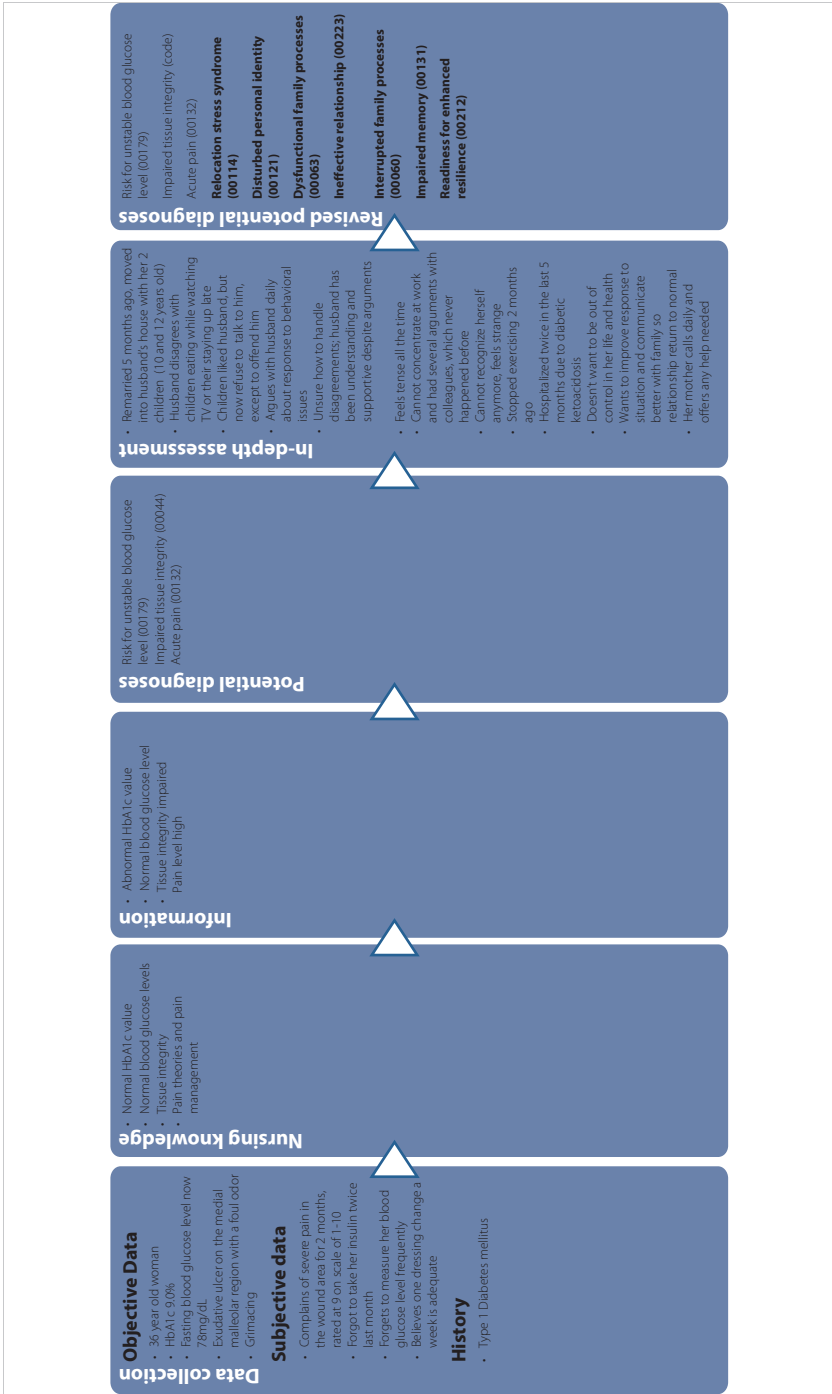 Data collection
Objective Data
• 36 year old woman
• HbA1c 9.0%
• Fasting blood glucose level now
78mg/dL
• Exudative ulcer on the medial
malleolar region with a foul odor
• Grimacing
Subjective data
• Complains of severe pain in
the wound area for 2 months,
rated at 9 on scale of 1-10
• Forgot to take her insulin twice
last month
• Forgets to measure her blood
glucose level frequently
• Believes one dressing change a
week is adequate
History
• Type 1 Diabetes mellitus
Nursing knowledge
• Normal HbA1c value
• Normal blood glucose levels
• Tissue integrity
• Pain theories and pain
management
Information
• Abnormal HbA1c value
• Normal blood glucose level
• Tissue integrity impaired
Pain level high
Potential diagnoses
Risk for unstable blood glucose
level (00179)
Impaired tissue integrity (00044)
Acute pain (00132)
In-depth assessment
• Remarried 5 months ago, moved
into husband's house with her 2
children (10 and 12 years old)
• Husband disagrees with
children eating while watching
TV or their staying up late
• Children liked husband, but
now refuse to talk to him,
except to offend him
• Argues with husband daily
about response to behavioral
issues
• Unsure how to handle
disagreements; husband has
been understanding and
supportive despite arguments
• Feels tense all the time
• Cannot concentrate at work
and had several arguments with
colleagues, which never
happened before
• Cannot recognize herself
anymore, feels strange
• Stopped exercising 2 months
ago
• Hospitalized twice in the last 5
months due to diabetic
ketoacidosis
• Doesn't want to be out of
control in her life and health
• Wants to improve response to
situation and communicate
better with family so
relationship return to normal
• Her mother calls daily and
offers any help needed
Revised potential diagnoses
Risk for unstable blood glucose
level (00179)
Impaired tissue integrity (code)
Acute pain (00132)
Relocation stress syndrome
(00114)
Disturbed personal identity
(00121)
Dysfunctional family processes
(00063)
Ineffective relationship (00223)
Interrupted family processes
(00060)
Impaired memory (00131)
Readiness for enhanced
resilience (00212)